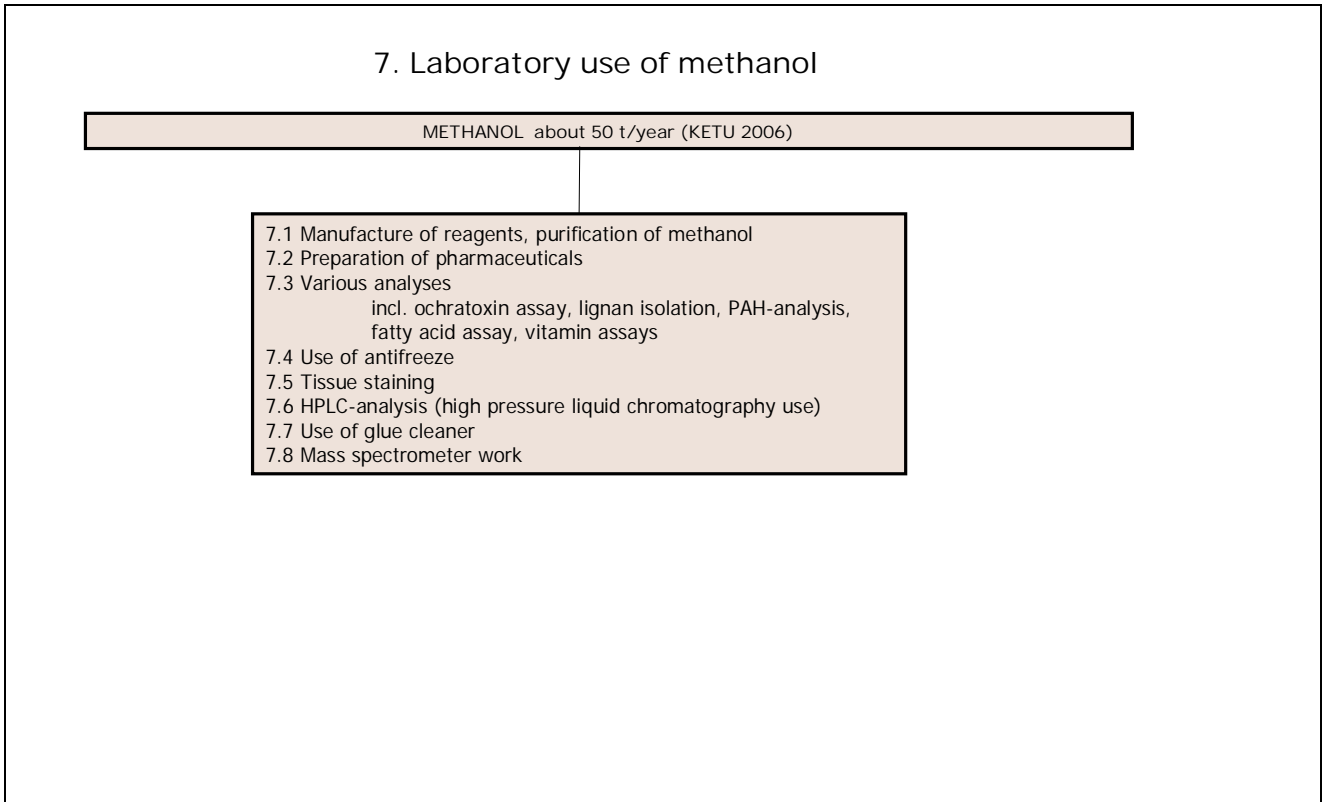 7. Laboratory use of methanol
METHANOL about 50 t/year (KETU 2006)
7.1 Manufacture of reagents, purification of methanol
7.2 Preparation of pharmaceuticals
7.3 Various analyses
incl. ochratoxin assay, lignan isolation, PAH-analysis,
fatty acid assay, vitamin assays
7.4 Use of antifreeze
7.5 Tissue staining
7.6 HPLC-analysis (high pressure liquid chromatography use)
7.7 Use of glue cleaner
7.8 Mass spectrometer work